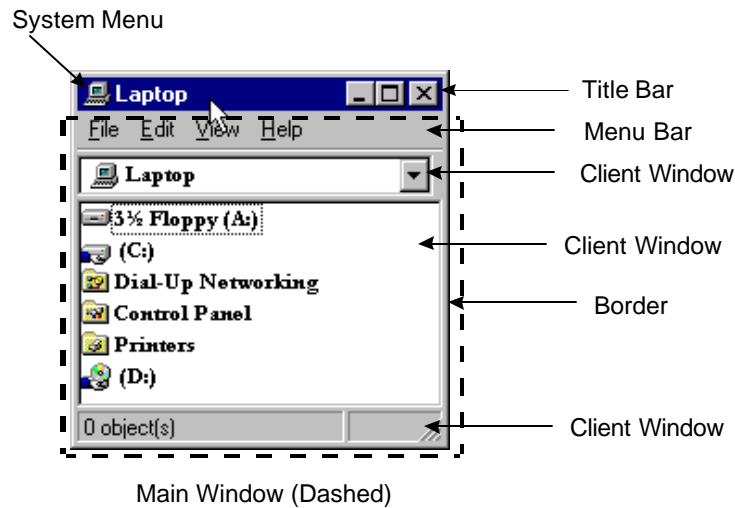 System Menu
Laptop
Title Bar
File Edit View Help
Menu Bar
Laptop
Client Window
3½ Floppy (A:)
(C:)
Client Window
Dial-Up Networking
Control Panel
Border
Printers
(D:)
0 object(s)
Client Window
Main Window (Dashed)